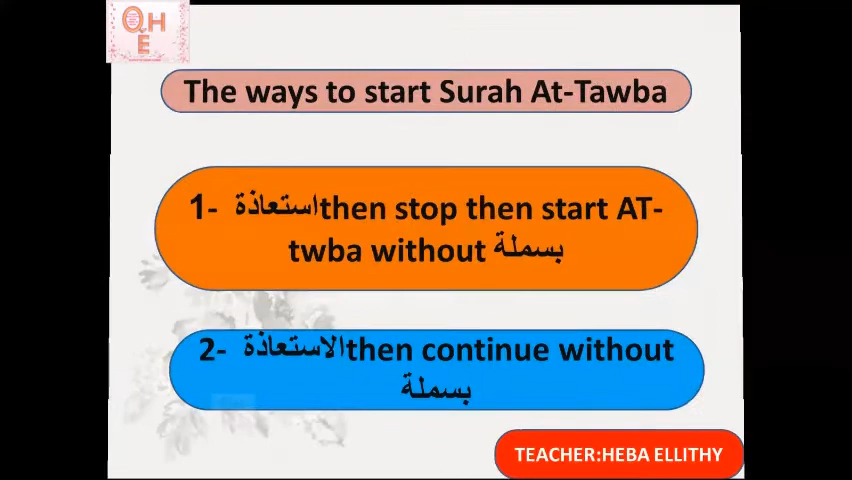 QH
E
The ways to start Surah At-Tawba
1- استعاذة then stop then start AT-
twba without بسملة
2- الاستعاذة then continue without
بسملة
TEACHER:HEBA ELLITHY